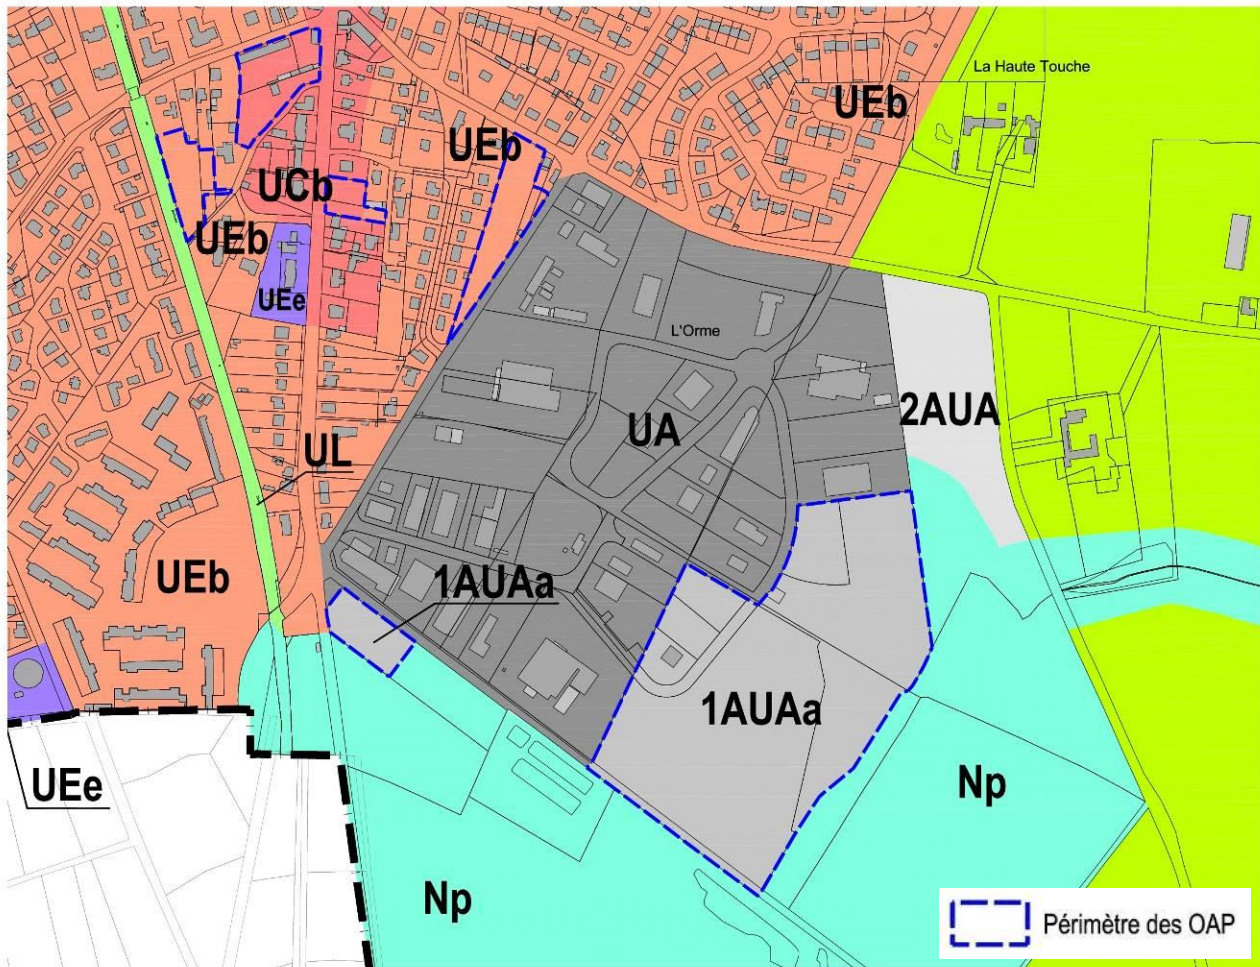 La Haute Touche
UEb
UEb
UCb
UEb
UEe
L'Orme
2AUA
UA
UL
UEb
1AUAa
1AUAa
UEe
Np
Np
Périmètre des OAP